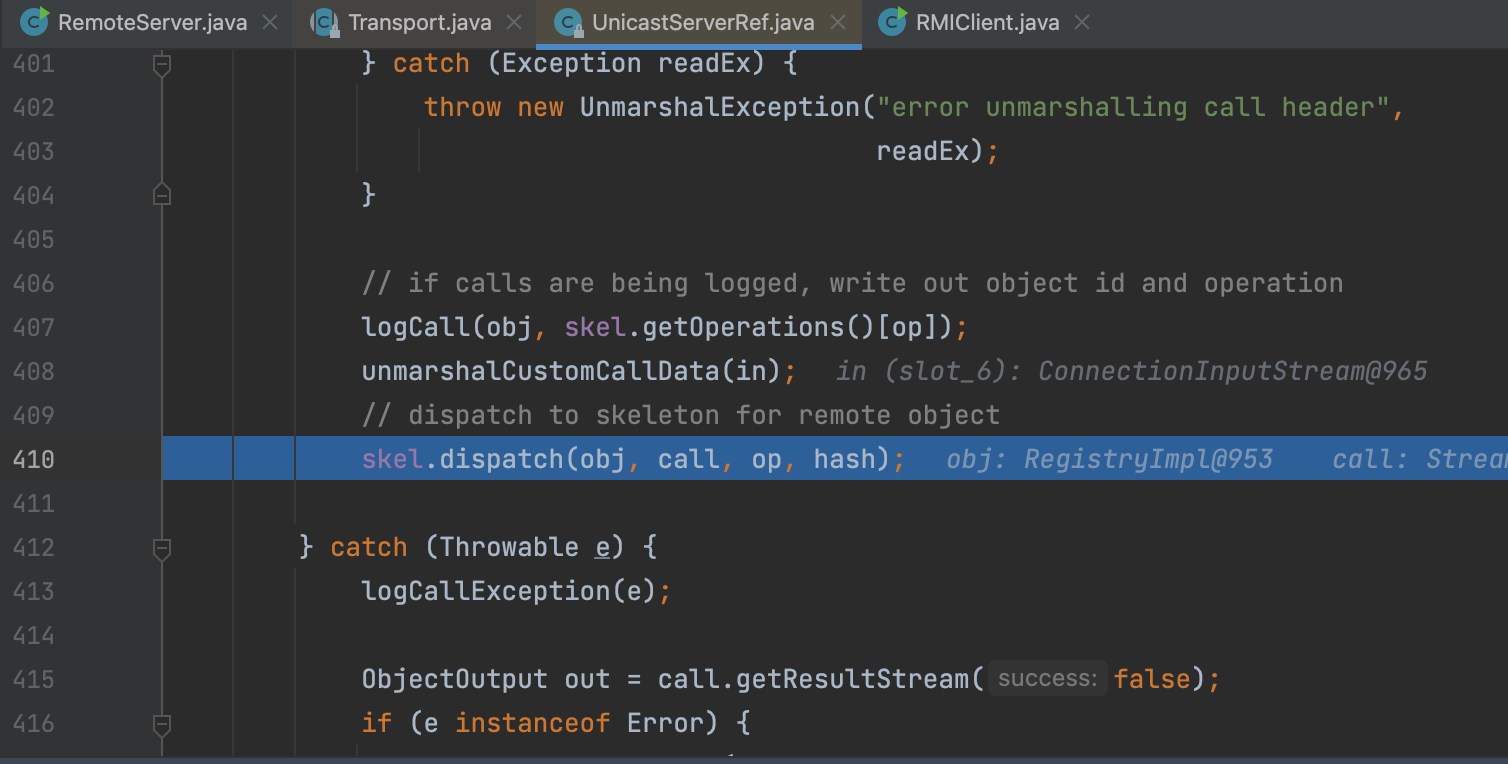 RemoteServer.java Transport.java UnicastServerRef.java RMIClient.java
401 } catch (Exception readEx) {
402 throw new UnmarshalException("error unmarshalling call header",
403 readEx);
404 }
405
406 // if calls are being logged, write out object id and operation
407 logCall(obj, skel.getOperations()[op]);
408 unmarshalCustomCallData(in); in (slot_6): ConnectionInputStream@965
409 // dispatch to skeleton for remote object
410 skel.dispatch(obj, call, op, hash); obj: RegistryImpl@953 call:
411
412 } catch (Throwable e) {
413 logCallException(e);
414
415 ObjectOutput out = call.getResultStream( success: false);
416 if (e instanceof Error) {